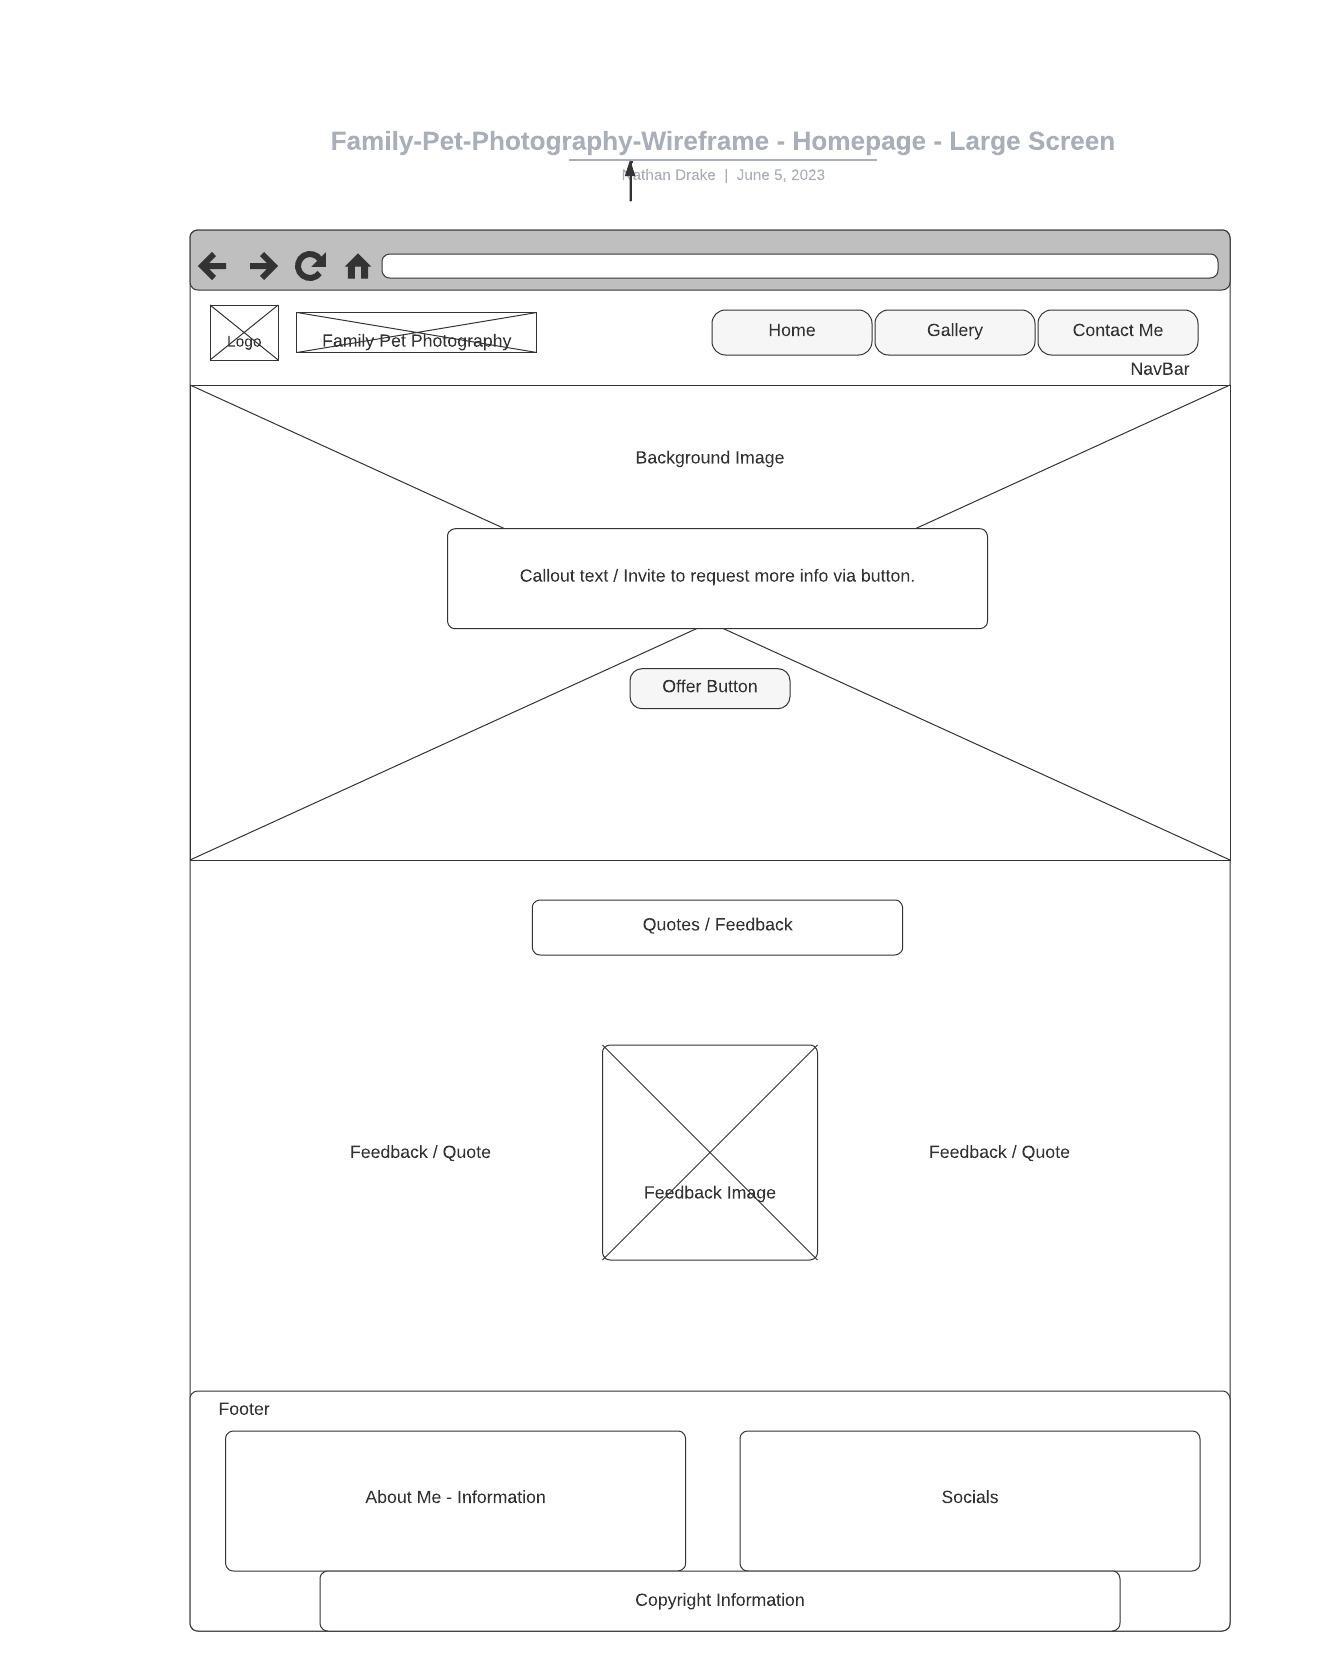 Family-Pet-Photography-Wireframe - Homepage - Large Screen
Nathan Drake | June 5, 2023
Logo
Family Pet Photography
Home
Gallery
Contact Me
NavBar
Background Image
Callout text / Invite to request more info via button.
Offer Button
Quotes / Feedback
Feedback / Quote
Feedback Image
Feedback / Quote
Footer
About Me - Information
Socials
Copyright Information